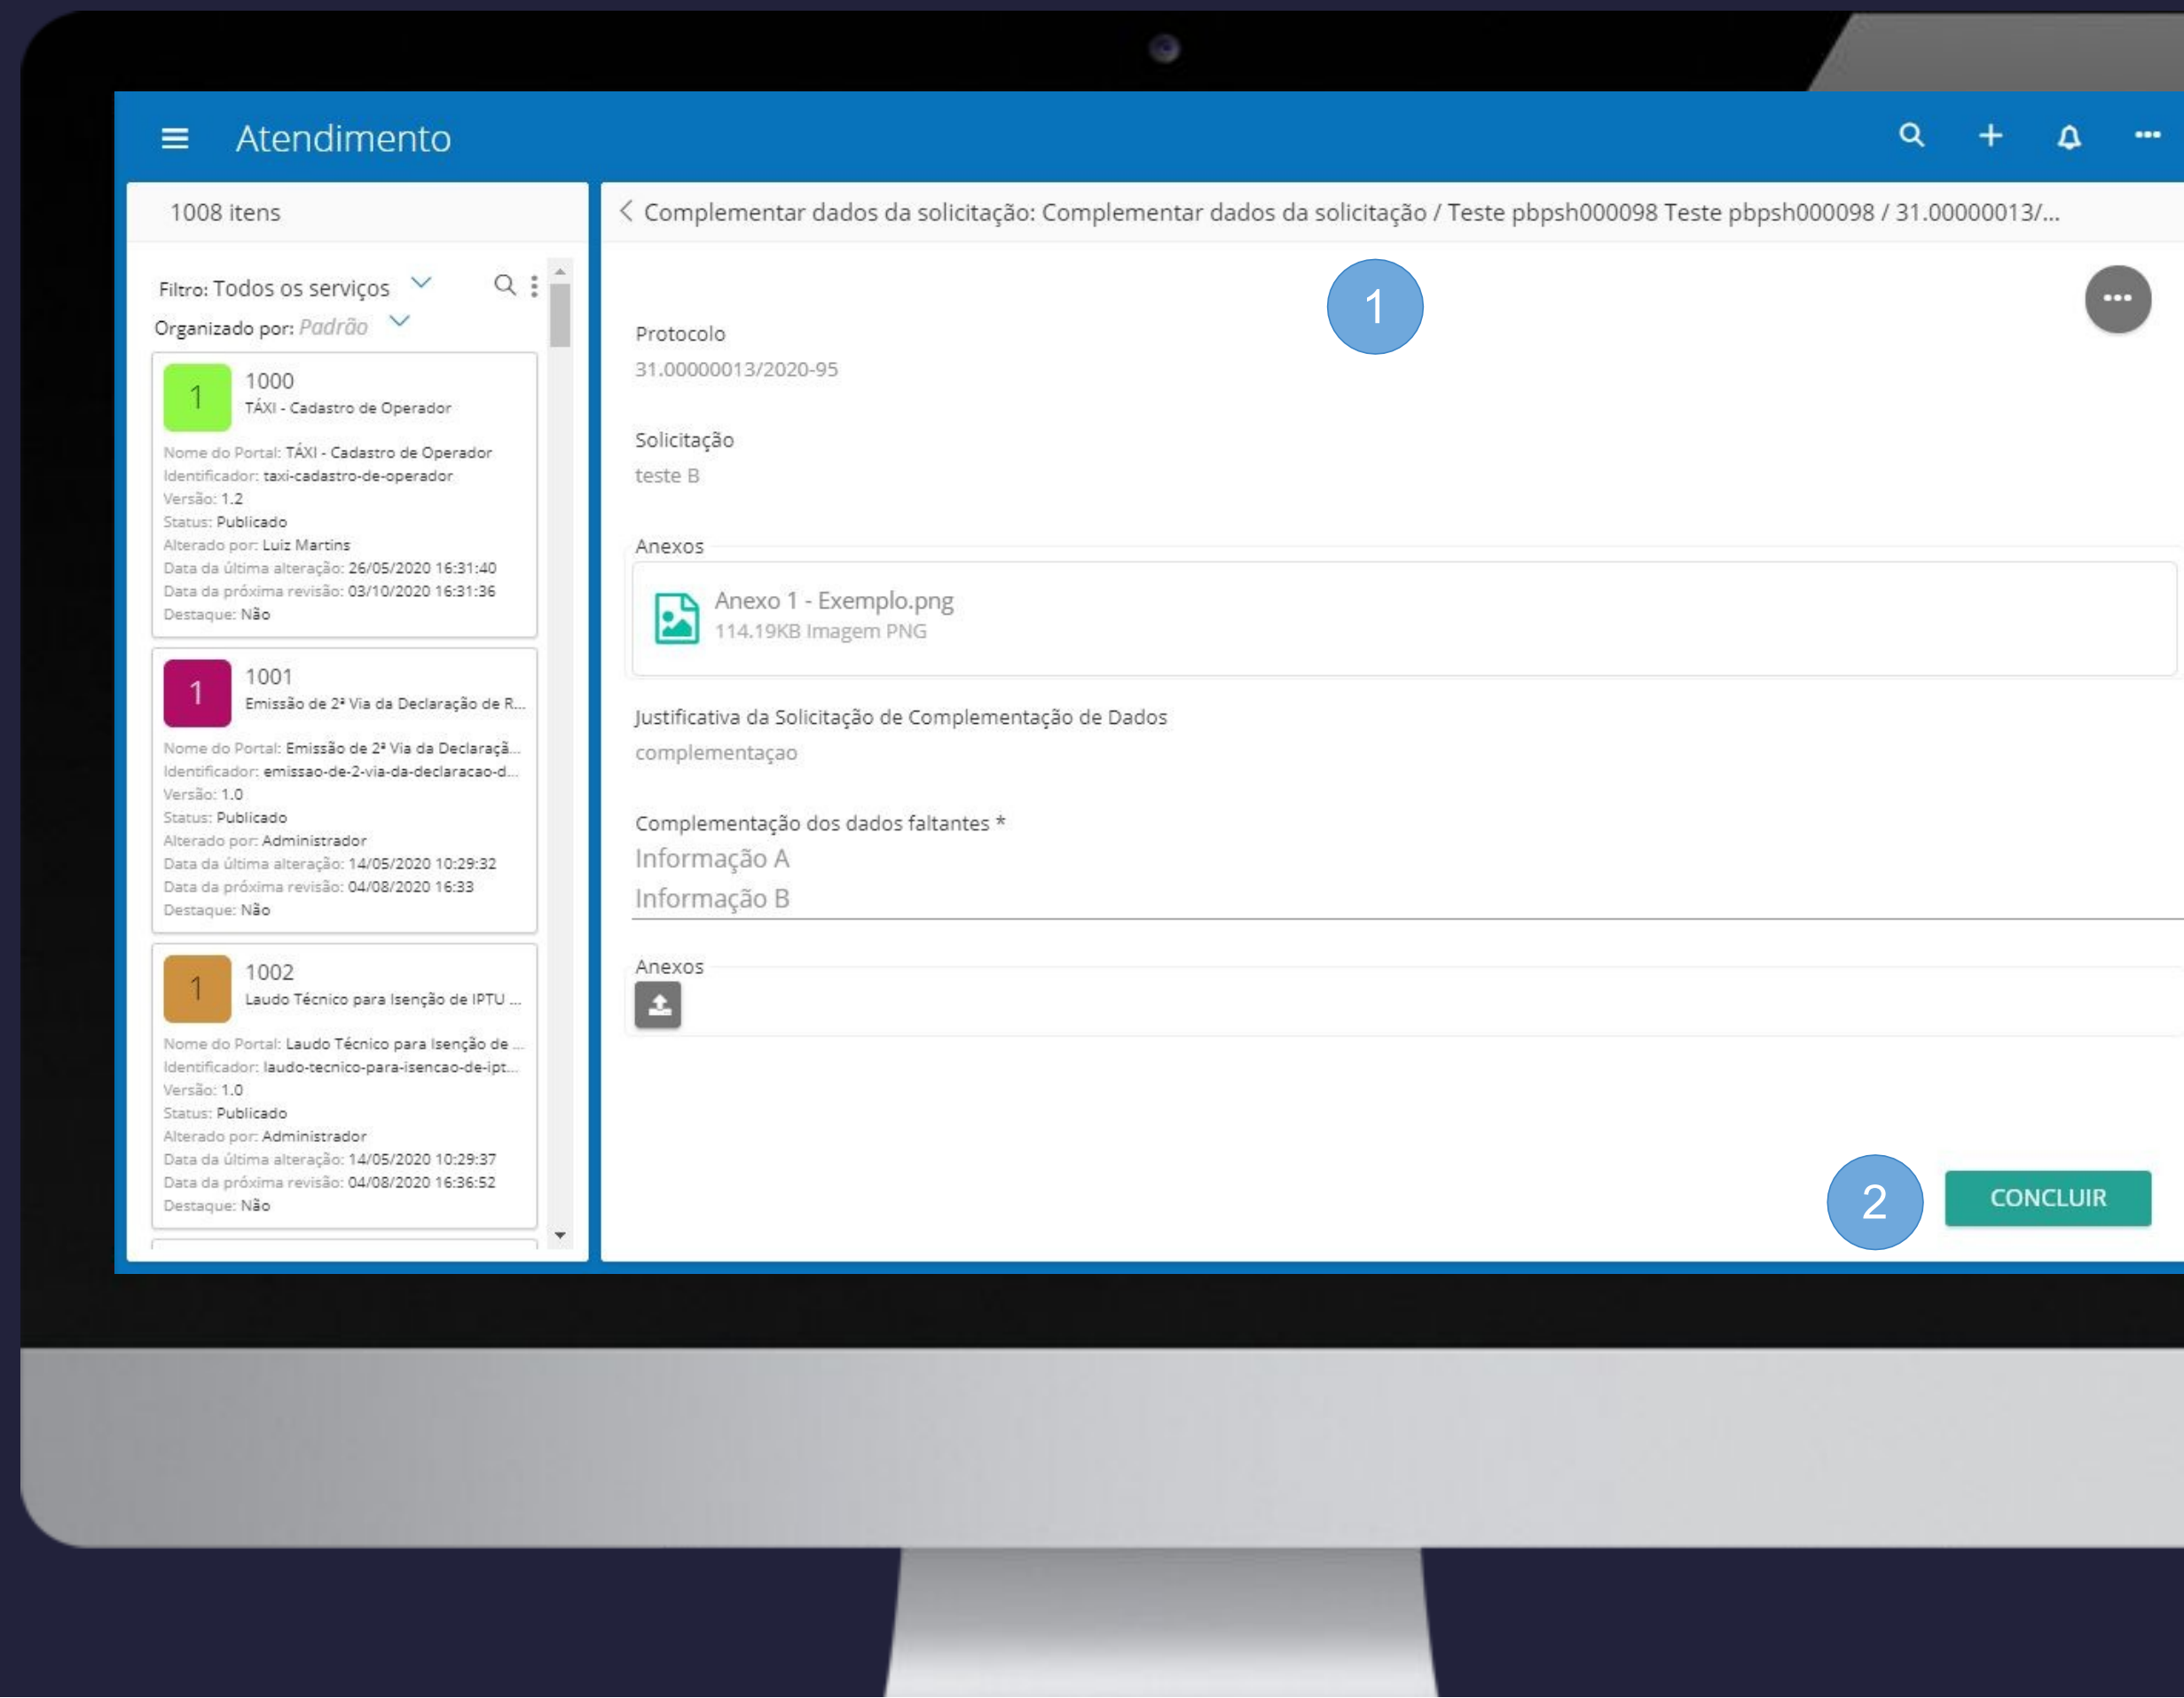 Atendimento
1008 itens
Filtro: Todos os serviços
Organizado por: Padrão
1
1000
TÁXI - Cadastro de Operador
Nome do Portal: TÁXI - Cadastro de Operador
Identificador: taxi-cadastro-de-operador
Versão: 1.2
Status: Publicado
Alterado por: Luiz Martins
Data da última alteração: 26/05/2020 16:31:40
Data da próxima revisão: 03/10/2020 16:31:36
Destaque: Não
1
1001
Emissão de 2ª Via da Declaração de R...
Nome do Portal: Emissão de 2ª Via da Declaraçã...
Identificador: emissao-de-2-via-da-declaracao-d...
Versão: 1.0
Status: Publicado
Alterado por: Administrador
Data da última alteração: 14/05/2020 10:29:32
Data da próxima revisão: 04/08/2020 16:33
Destaque: Não
1
1002
Laudo Técnico para Isenção de IPTU ...
Nome do Portal: Laudo Técnico para Isenção de ...
Identificador: laudo-tecnico-para-isencao-de-ipt...
Versão: 1.0
Status: Publicado
Alterado por: Administrador
Data da última alteração: 14/05/2020 10:29:37
Data da próxima revisão: 04/08/2020 16:36:52
Destaque: Não
Complementar dados da solicitação: Complementar dados da solicitação / Teste pbpsh000098 Teste pbpsh000098 / 31.00000013/...
1
Protocolo
31.00000013/2020-95
Solicitação
teste B
Anexos
Anexo 1 - Exemplo.png
114.19KB Imagem PNG
Justificativa da Solicitação de Complementação de Dados
complementaçao
Complementação dos dados faltantes *
Informação A
Informação B
Anexos
2
CONCLUIR